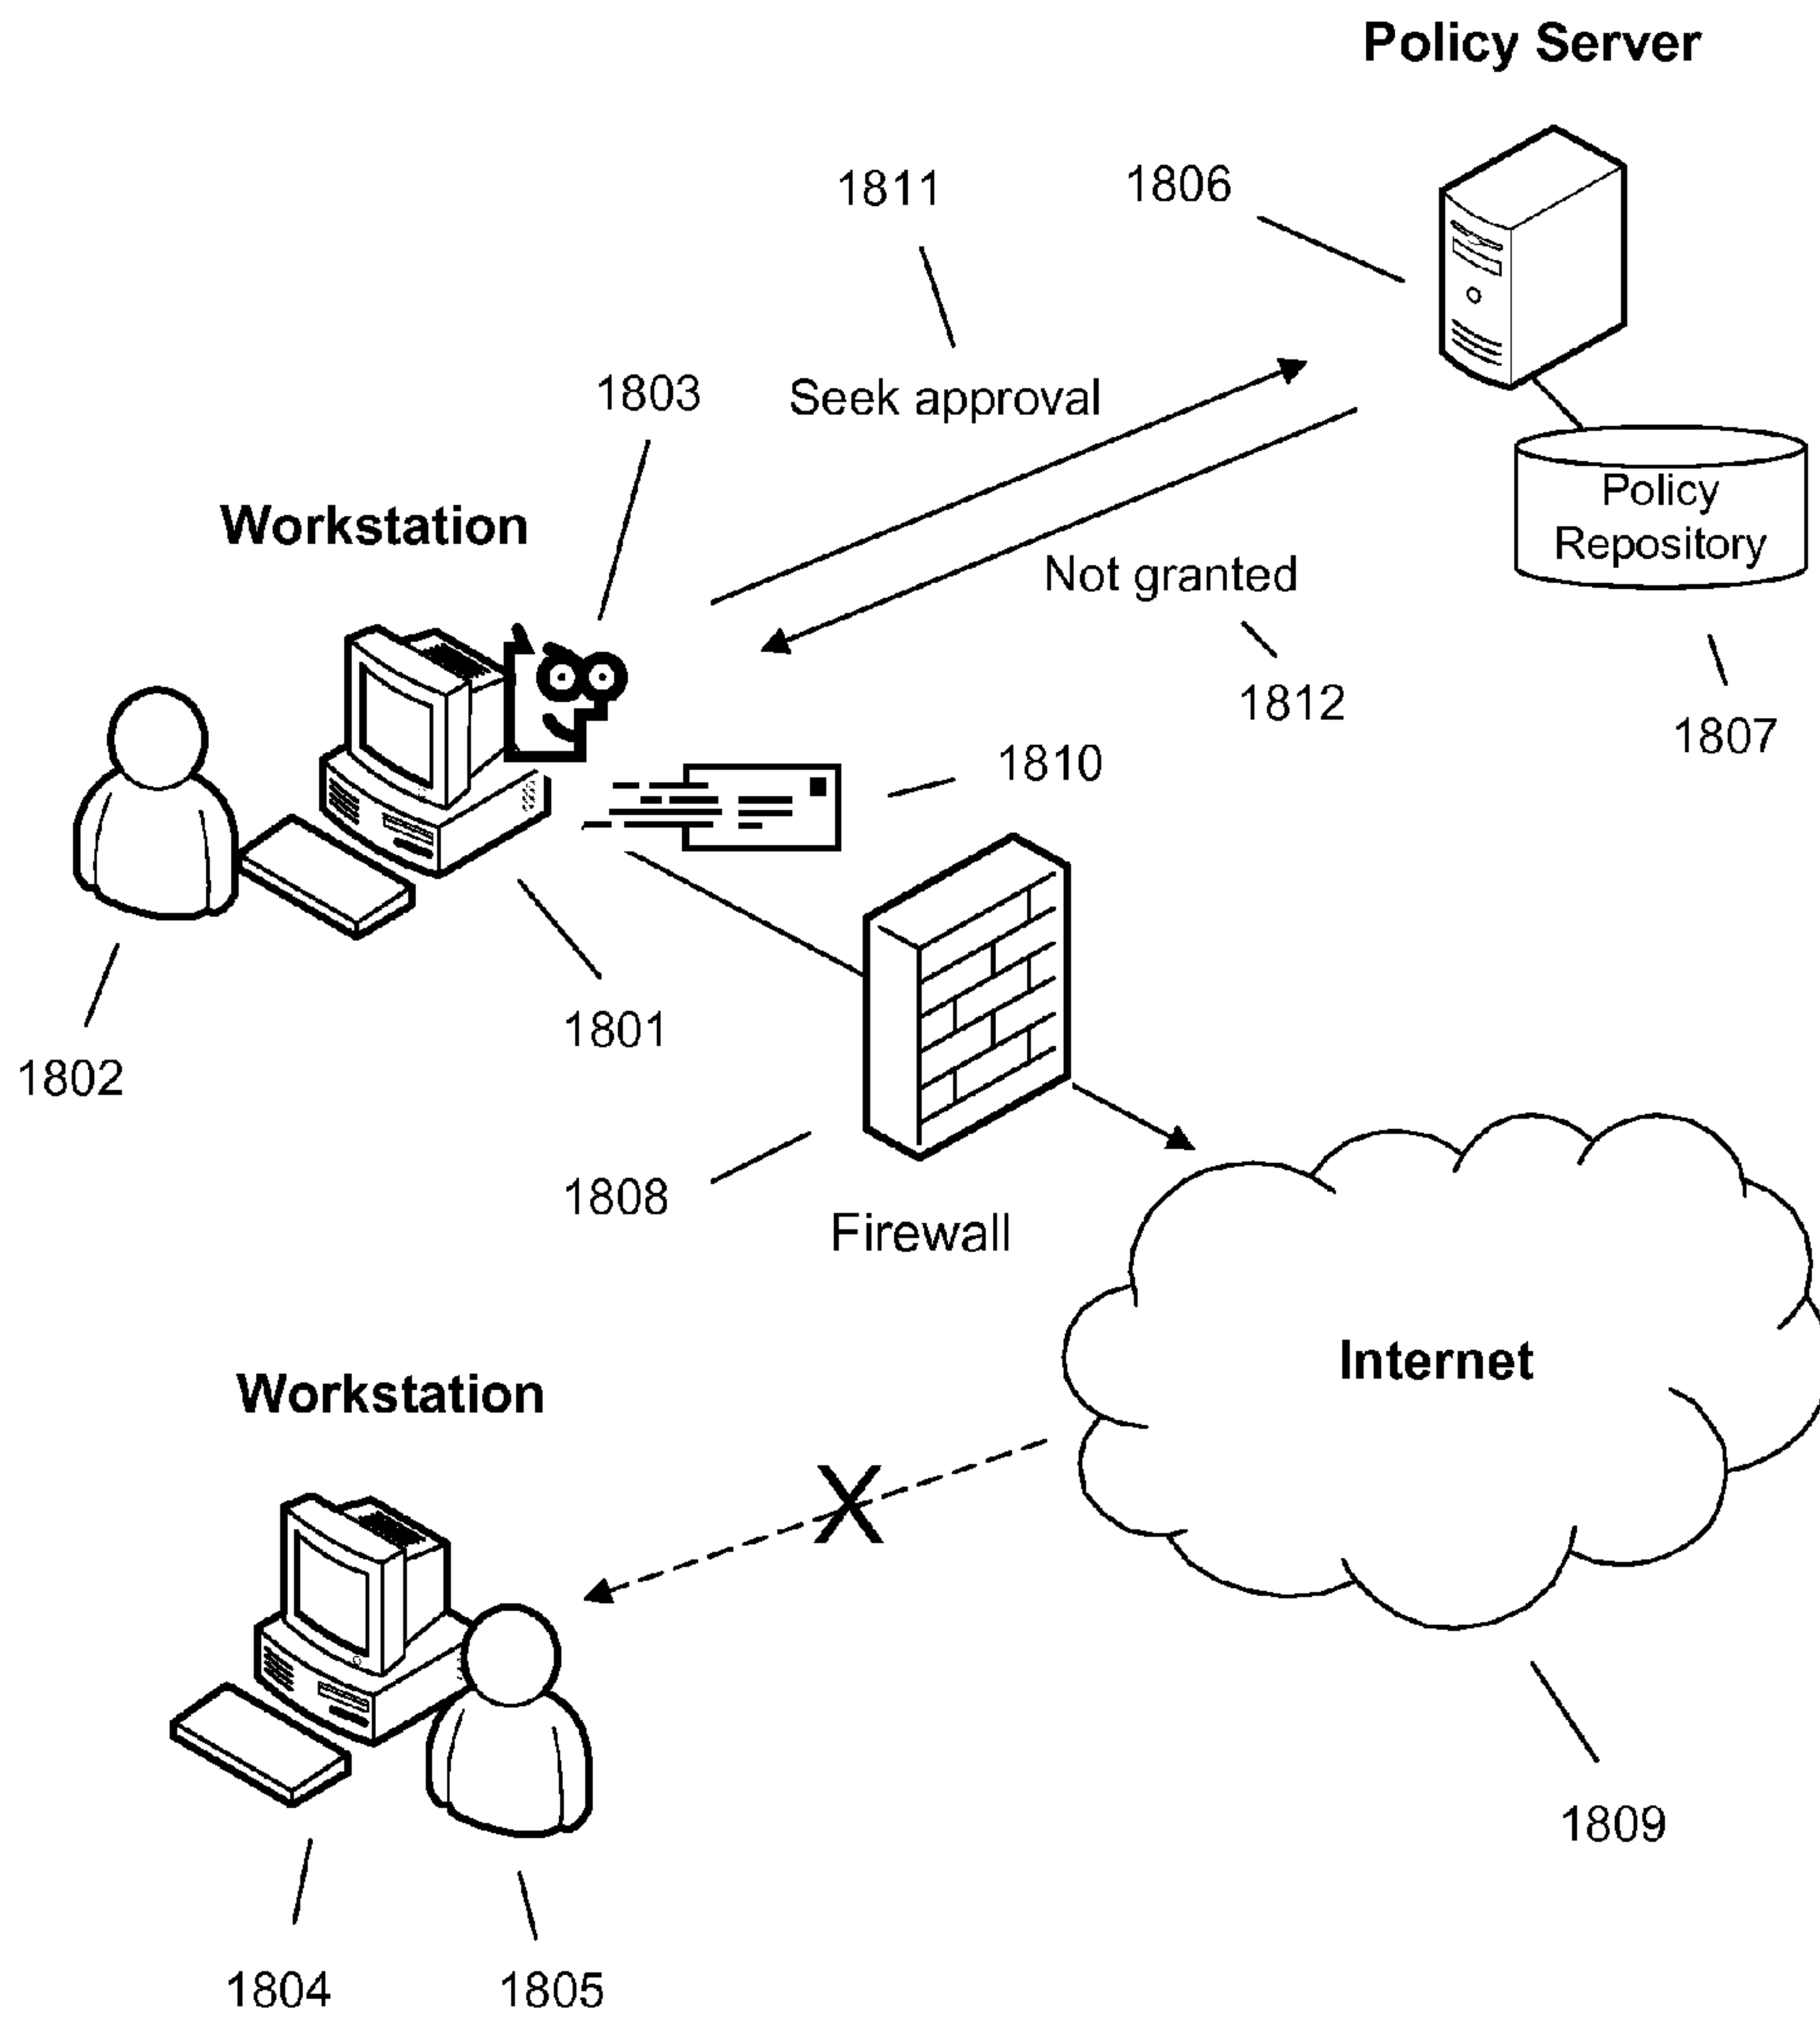 Policy Server
1811
1806
1803
Seek approval
Policy
Repository
Workstation
Not granted
1812
1807
1810
1801
1802
1808
Firewall
Internet
Workstation
1809
1804
1805